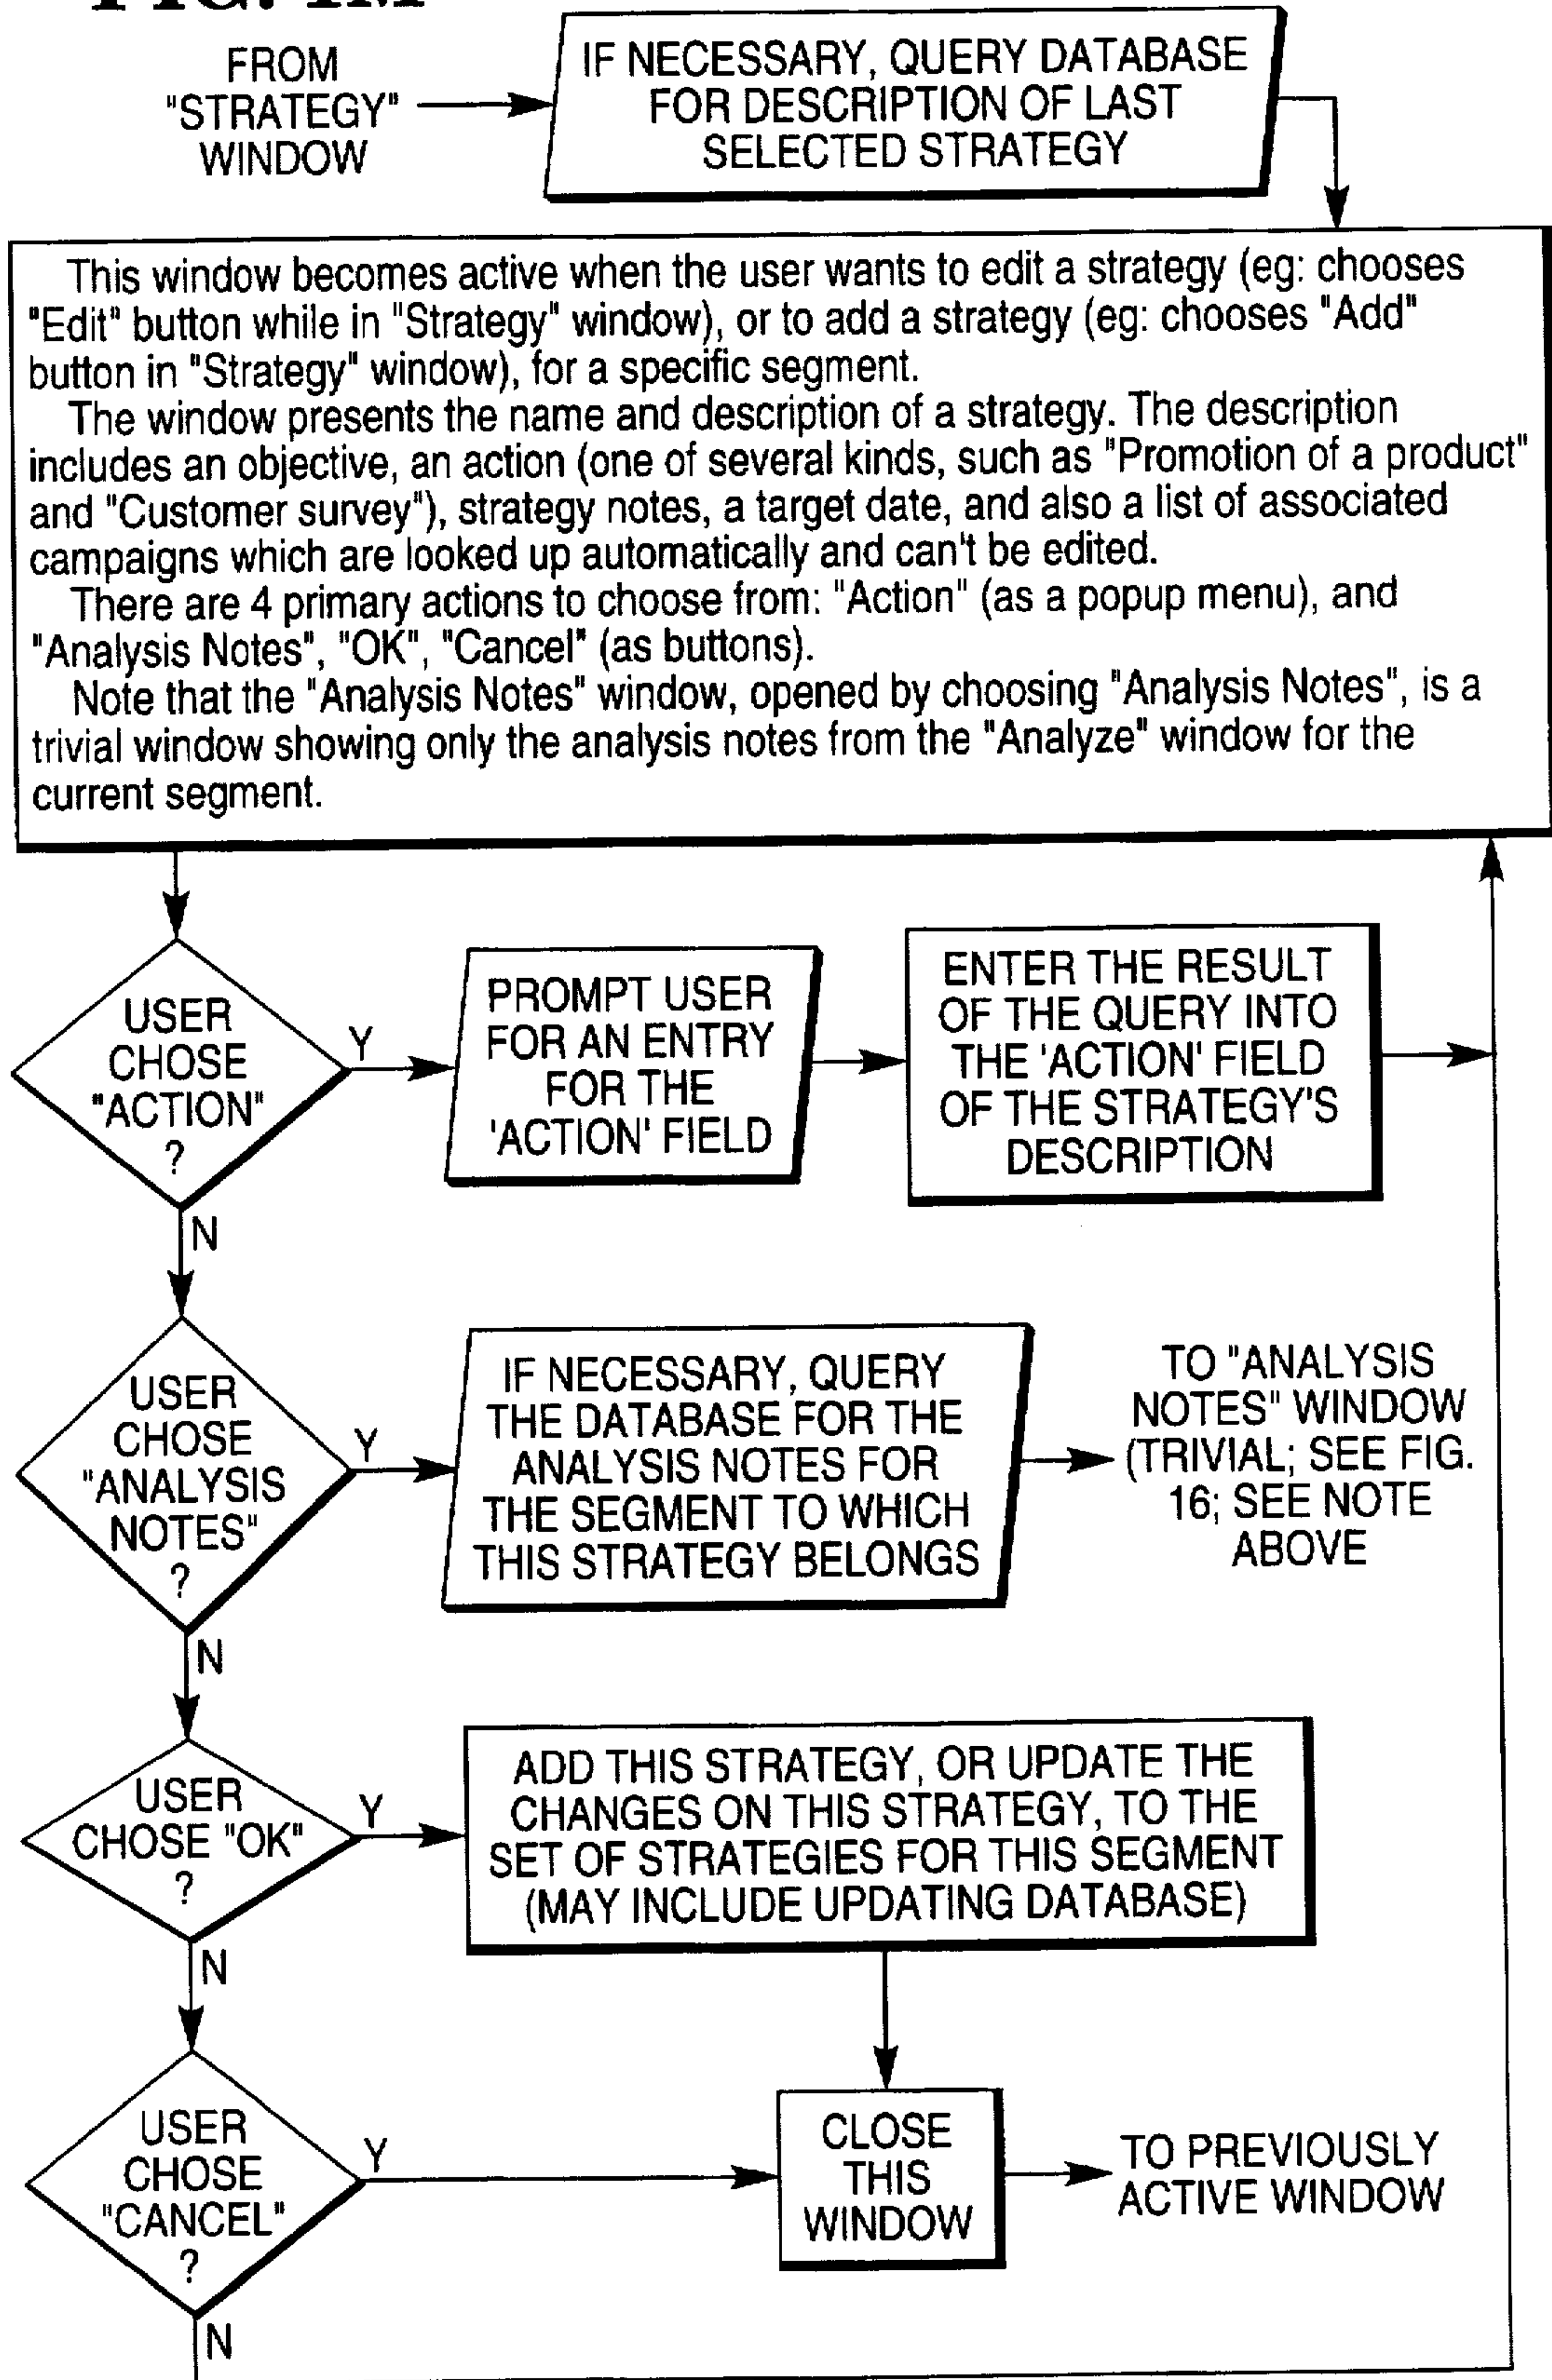 FIG. 1M
FROM
"STRATEGY"
WINDOW
IF NECESSARY, QUERY DATABASE
FOR DESCRIPTION OF LAST
SELECTED STRATEGY
This window becomes active when the user wants to edit a strategy (eg: chooses
"Edit" button while in "Strategy" window), or to add a strategy (eg: chooses "Add"
button in "Strategy" window), for a specific segment.
The window presents the name and description of a strategy. The description
includes an objective, an action (one of several kinds, such as "Promotion of a product"
and "Customer survey"), strategy notes, a target date, and also a list of associated
campaigns which are looked up automatically and can't be edited.
There are 4 primary actions to choose from: "Action" (as a popup menu), and
"Analysis Notes", "OK", "Cancel" (as buttons).
Note that the "Analysis Notes" window, opened by choosing "Analysis Notes", is a
trivial window showing only the analysis notes from the "Analyze" window for the
current segment.
USER
CHOSE
"ACTION"
?
Y
PROMPT USER
FOR AN ENTRY
FOR THE
'ACTION' FIELD
ENTER THE RESULT
OF THE QUERY INTO
THE 'ACTION' FIELD
OF THE STRATEGY'S
DESCRIPTION
N
USER
CHOSE
"ANALYSIS
NOTES"
?
Y
IF NECESSARY, QUERY
THE DATABASE FOR THE
ANALYSIS NOTES FOR
THE SEGMENT TO WHICH
THIS STRATEGY BELONGS
TO "ANALYSIS
NOTES" WINDOW
(TRIVIAL; SEE FIG.
16; SEE NOTE
ABOVE
N
USER
CHOSE "OK"
?
Y
ADD THIS STRATEGY, OR UPDATE THE
CHANGES ON THIS STRATEGY, TO THE
SET OF STRATEGIES FOR THIS SEGMENT
(MAY INCLUDE UPDATING DATABASE)
N
USER
CHOSE
"CANCEL"
?
Y
CLOSE
THIS
WINDOW
TO PREVIOUSLY
ACTIVE WINDOW
N